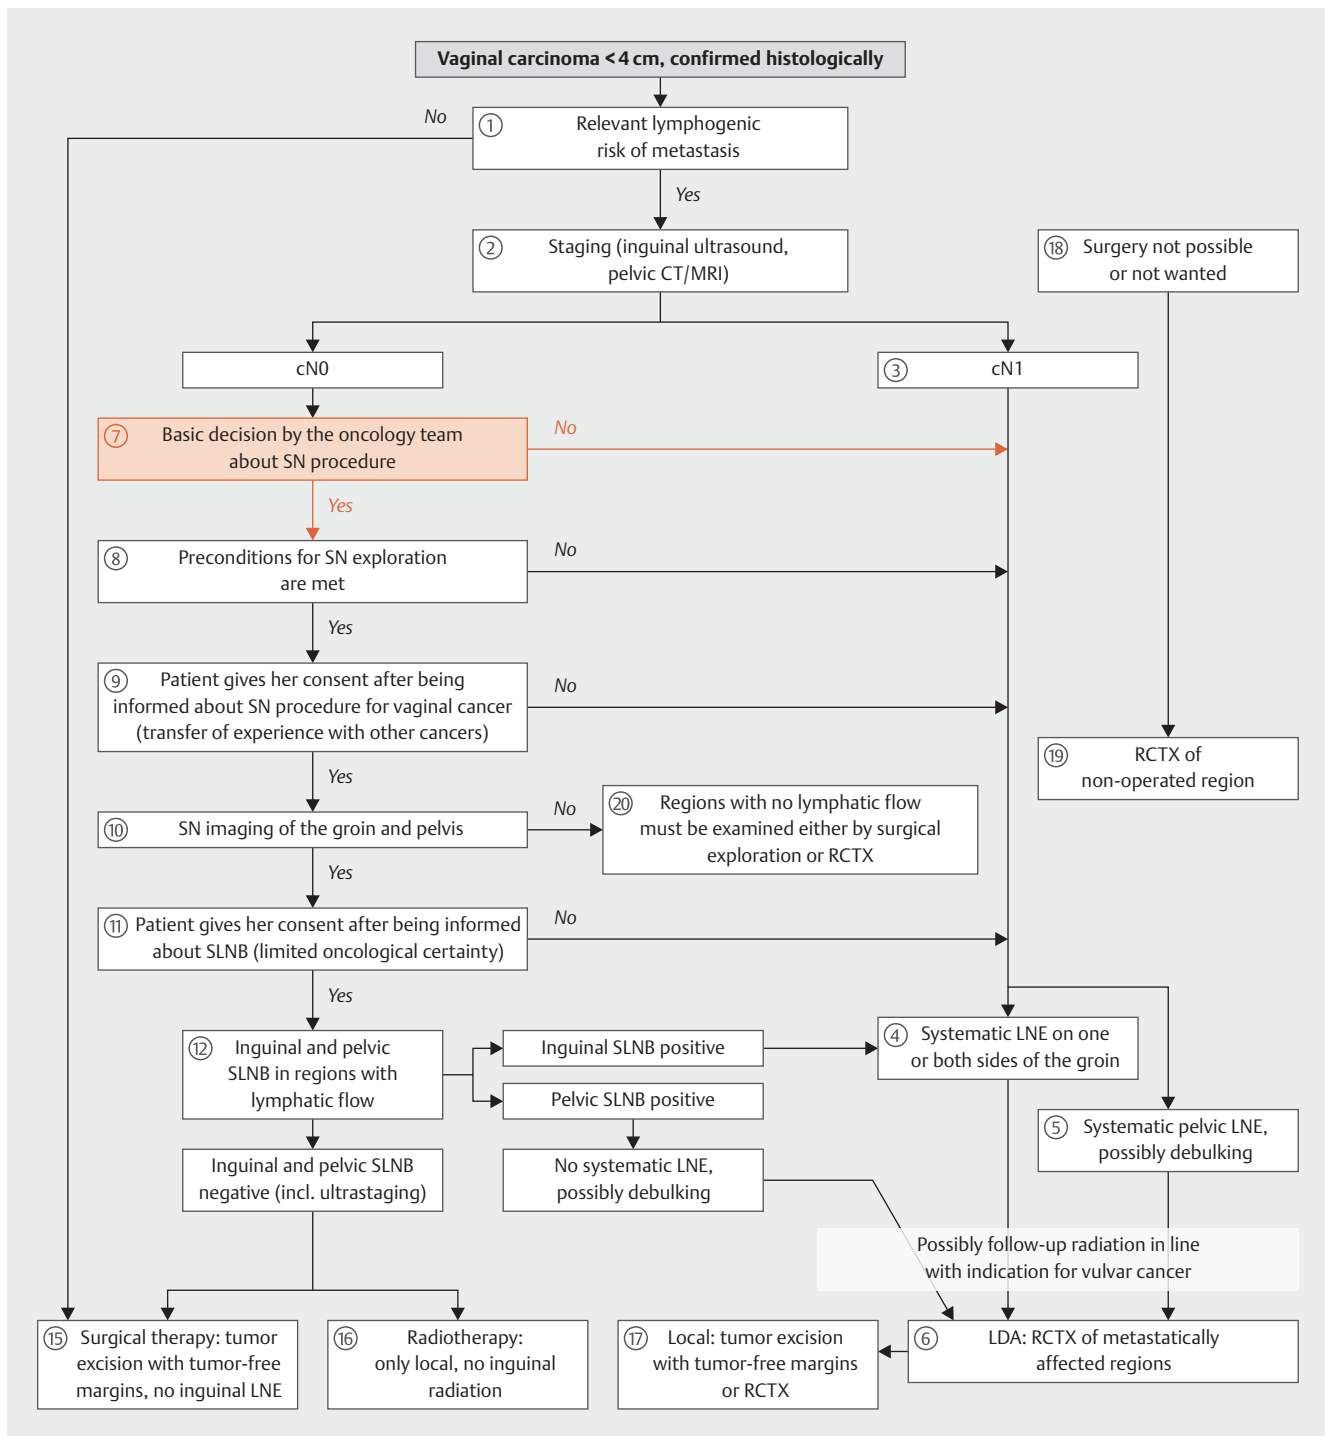 Vaginal carcinoma < 4 cm, confirmed histologically
No
1 Relevant lymphogenic
risk of metastasis
Yes
2 Staging (inguinal ultrasound,
pelvic CT/MRI)
18 Surgery not possible
or not wanted
cN0
3 cN1
7 Basic decision by the oncology team
about SN procedure
No
Yes
8 Preconditions for SN exploration
are met
No
Yes
9 Patient gives her consent after being
informed about SN procedure for vaginal cancer
(transfer of experience with other cancers)
No
19 RCTX of
non-operated region
Yes
10 SN imaging of the groin and pelvis
No
20 Regions with no lymphatic flow
must be examined either by surgical
exploration or RCTX
Yes
11 Patient gives her consent after being informed
about SLNB (limited oncological certainty)
No
Yes
12 Inguinal and pelvic
SLNB in regions with
lymphatic flow
Inguinal SLNB positive
4 Systematic LNE on one
or both sides of the groin
Pelvic SLNB positive
5 Systematic pelvic LNE,
possibly debulking
Inguinal and pelvic SLNB
negative (incl. ultrastaging)
No systematic LNE,
possibly debulking
Possibly follow-up radiation in line
with indication for vulvar cancer
15 Surgical therapy: tumor
excision with tumor-free
margins, no inguinal LNE
16 Radiotherapy:
only local, no inguinal
radiation
17 Local: tumor excision
with tumor-free margins
or RCTX
6 LDA: RCTX of metastatically
affected regions